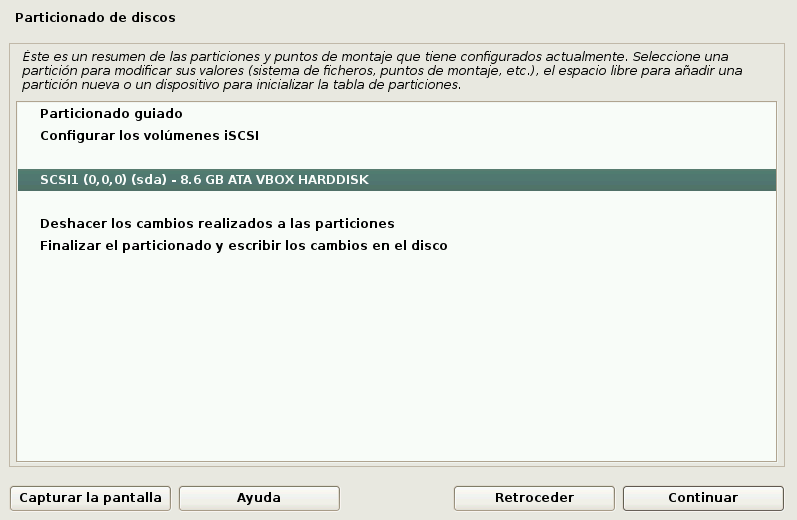 Particionado de discos
Éste es un resumen de las particiones y puntos de montaje que tiene configurados actualmente. Seleccione una
partición para modificar sus valores (sistema de ficheros, puntos de montaje, etc.), el espacio libre para añadir una
partición nueva o un dispositivo para inicializar la tabla de particiones.
Particionado guiado
Configurar los volúmenes iSCSI
SCSI1 (0,0,0) (sda) - 8.6 GB ATA VBOX HARDDISK
Deshacer los cambios realizados a las particiones
Finalizar el particionado y escribir los cambios en el disco
Capturar la pantalla
Ayuda
Retroceder
Continuar